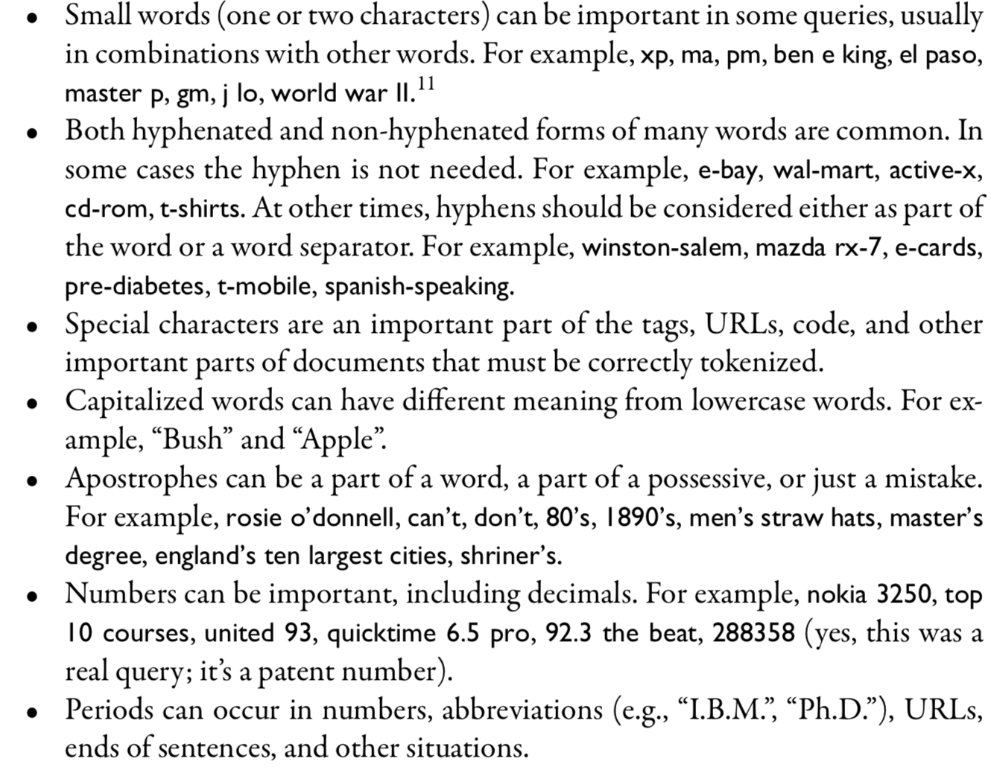 • Small words (one or two characters) can be important in some queries, usually
in combinations with other words. For example, xp, ma, pm, ben e king, el paso,
master p, gm, j lo, world war II.11
• Both hyphenated and non-hyphenated forms of many words are common. In
some cases the hyphen is not needed. For example, e-bay, wal-mart, active-x,
cd-rom, t-shirts. At other times, hyphens should be considered either as part of
the word or a word separator. For example, winston-salem, mazda rx-7, e-cards,
pre-diabetes, t-mobile, spanish-speaking.
• Special characters are an important part of the tags, URLs, code, and other
important parts of documents that must be correctly tokenized.
• Capitalized words can have different meaning from lowercase words. For ex-
ample, “Bush” and “Apple”.
• Apostrophes can be a part of a word, a part of a possessive, or just a mistake.
For example, rosie o’donnell, can’t, don’t, 80’s, 1890’s, men’s straw hats, master’s
degree, england’s ten largest cities, shriner’s.
• Numbers can be important, including decimals. For example, nokia 3250, top
10 courses, united 93, quicktime 6.5 pro, 92.3 the beat, 288358 (yes, this was a
real query; it’s a patent number).
• Periods can occur in numbers, abbreviations (e.g., “I.B.M.”, “Ph.D.”), URLs,
ends of sentences, and other situations.